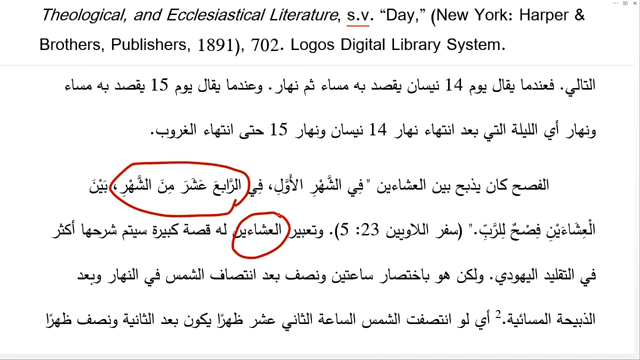 Theological, and Ecclesiastical Literature, s.v. “Day,” (New York: Harper &
Brothers, Publishers, 1891), 702. Logos Digital Library System.
التالي. فعندما يقال يوم 14 نيسان يقصد به مساء ثم نهار. وعندما يقال يوم 15 يقصد به مساء
ونهار أي الليلة التي بعد انتهاء نهار 14 نيسان ونهار 15 حتى انتهاء الغروب.
الفصح كان يذبح بين العشاءين "فِي الشَّهْرِ الأَوَّلِ، فِي الرَّابعَ عَشَرَ مِنَ الشَّهْرِ، بَيْنَ
الْعِشَاءَيْنِ فِصْحٌ لِلرَّبِّ." (سفر اللاويين 23: 5). وتعبير العشاءين له قصة كبيرة سيتم شرحها أكثر
في التقليد اليهودي. ولكن هو باختصار ساعتين ونصف بعد انتصاف الشمس في النهار وبعد
الذبيحة المسائية.2 أي لو انتصفت الشمس الساعة الثاني عشر ظهرًا يكون بعد الثانية ونصف ظهرًا